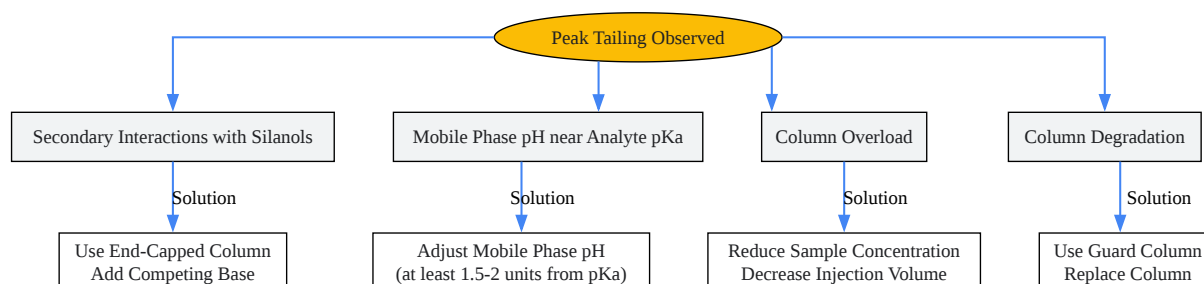 Peak Tailing Observed
Secondary Interactions with Silanols
Mobile Phase pH near Analyte pKa
Column Overload
Column Degradation
Solution
Solution
Solution
Solution
Use End-Capped Column
Add Competing Base
Adjust Mobile Phase pH
(at least 1.5-2 units from pKa)
Reduce Sample Concentration
Decrease Injection Volume
Use Guard Column
Replace Column